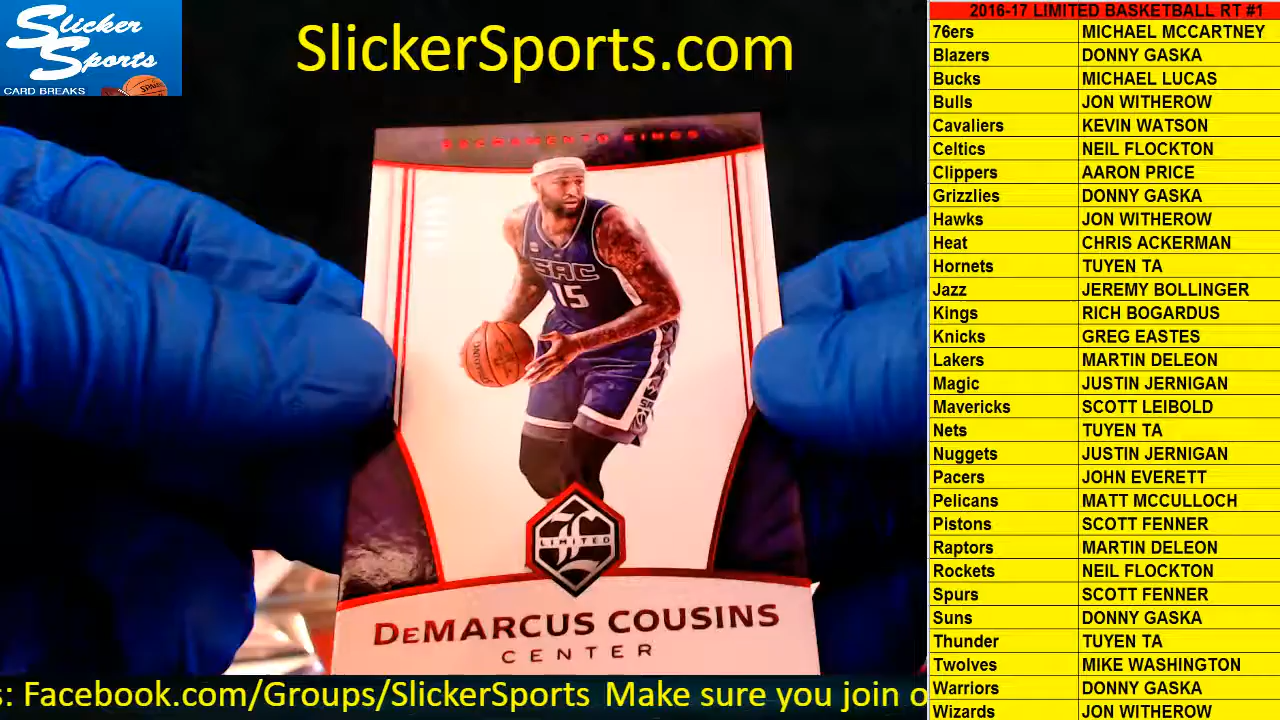 Slicker
Sports
CARD BREAKS
SPALDING
SlickerSports.com
SACRAMENTO KINGS
SAC
15
SPALDING
LIMITED
DeMARCUS COUSINS
CENTER
s: Facebook.com/Groups/SlickerSports Make sure you join o
2016-17 LIMITED BASKETBALL RT #1
76ers MICHAEL MCCARTNEY
Blazers DONNY GASKA
Bucks MICHAEL LUCAS
Bulls JON WITHEROW
Cavaliers KEVIN WATSON
Celtics NEIL FLOCKTON
Clippers AARON PRICE
Grizzlies DONNY GASKA
Hawks JON WITHEROW
Heat CHRIS ACKERMAN
Hornets TUYEN TA
Jazz JEREMY BOLLINGER
Kings RICH BOGARDUS
Knicks GREG EASTES
Lakers MARTIN DELEON
Magic JUSTIN JERNIGAN
Mavericks SCOTT LEIBOLD
Nets TUYEN TA
Nuggets JUSTIN JERNIGAN
Pacers JOHN EVERETT
Pelicans MATT MCCULLOCH
Pistons SCOTT FENNER
Raptors MARTIN DELEON
Rockets NEIL FLOCKTON
Spurs SCOTT FENNER
Suns DONNY GASKA
Thunder TUYEN TA
Twolves MIKE WASHINGTON
Warriors DONNY GASKA
Wizards JON WITHEROW